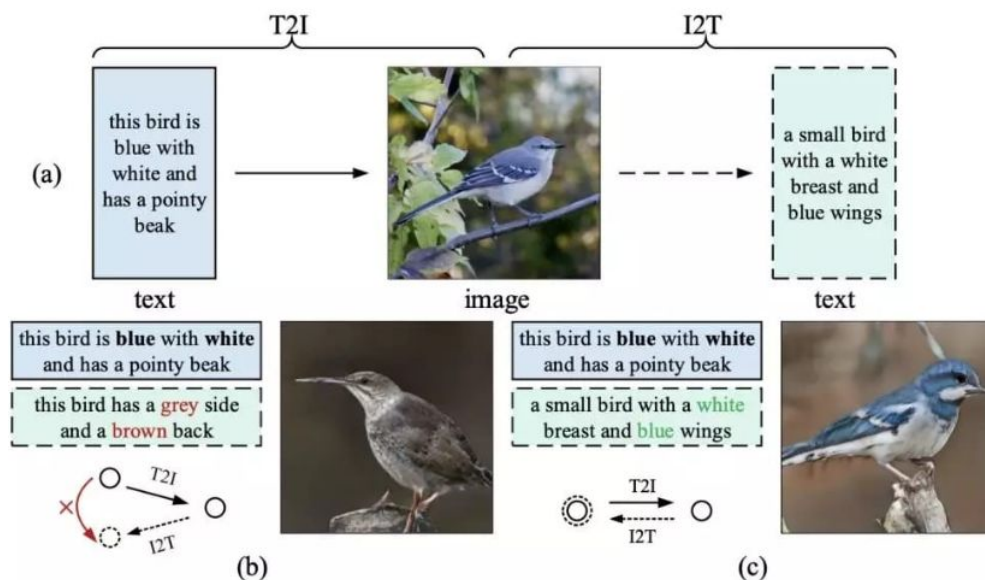 T2I
I2T
(a)
this bird is
blue with
white and
has a pointy
beak
a small bird
with a white
breast and
blue wings
text
image
text
this bird is blue with white
and has a pointy beak
this bird has a grey side
and a brown back
T2I
I2T
×
(b)
this bird is blue with white
and has a pointy beak
a small bird with a white
breast and blue wings
T2I
I2T
(c)